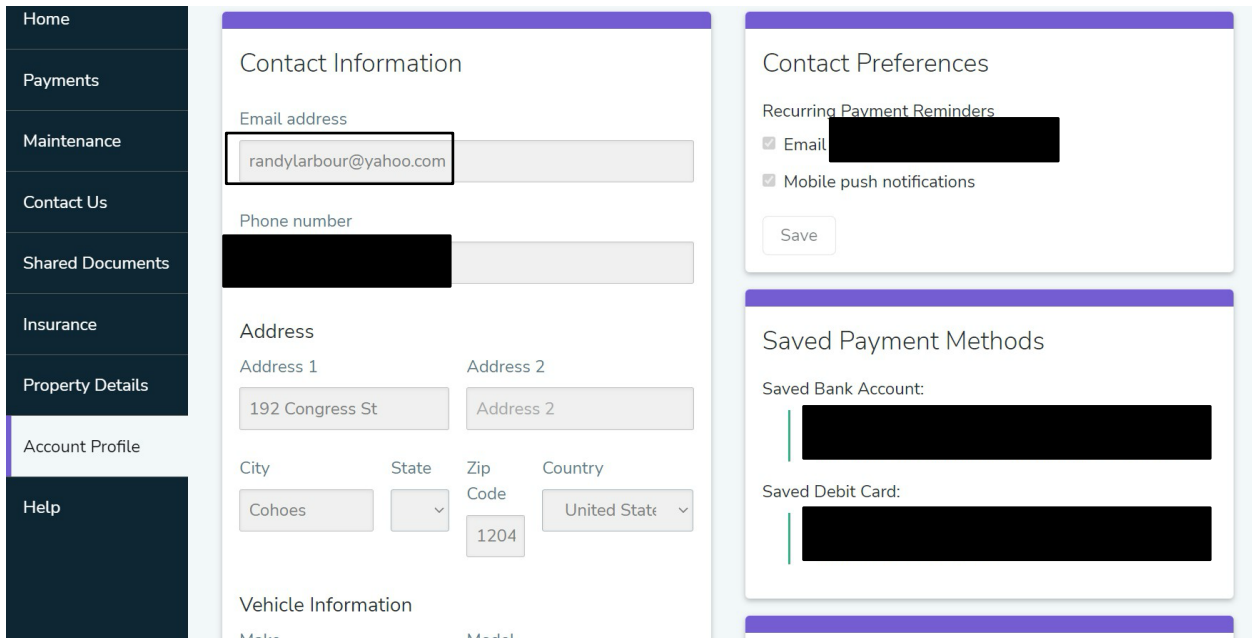 Home
Payments
Maintenance
Contact Us
Shared Documents
Insurance
Property Details
Account Profile
Help
Contact Information
Email address
randylarbour@yahoo.com
Phone number
Address
Address 1 Address 2
192 Congress St Address 2
City State Zip Code Country
Cohoes 1204 United State
Vehicle Information
Make Model
Contact Preferences
Recurring Payment Reminders
Email
Mobile push notifications
Save
Saved Payment Methods
Saved Bank Account:
Saved Debit Card: